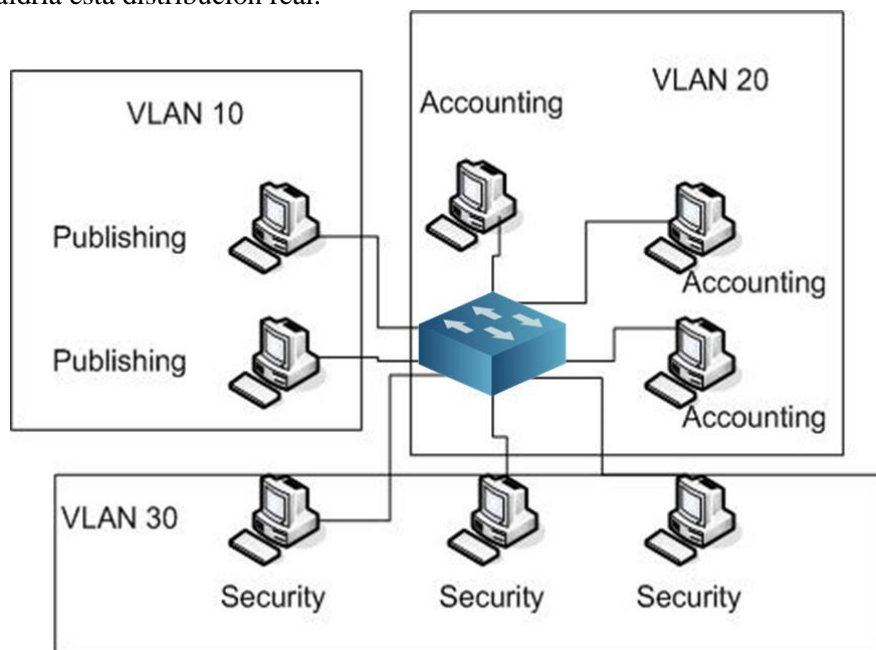 esta distribución real.
VLAN 10
VLAN 20
Accounting
Publishing
Accounting
Publishing
Accounting
VLAN 30
Security
Security
Security